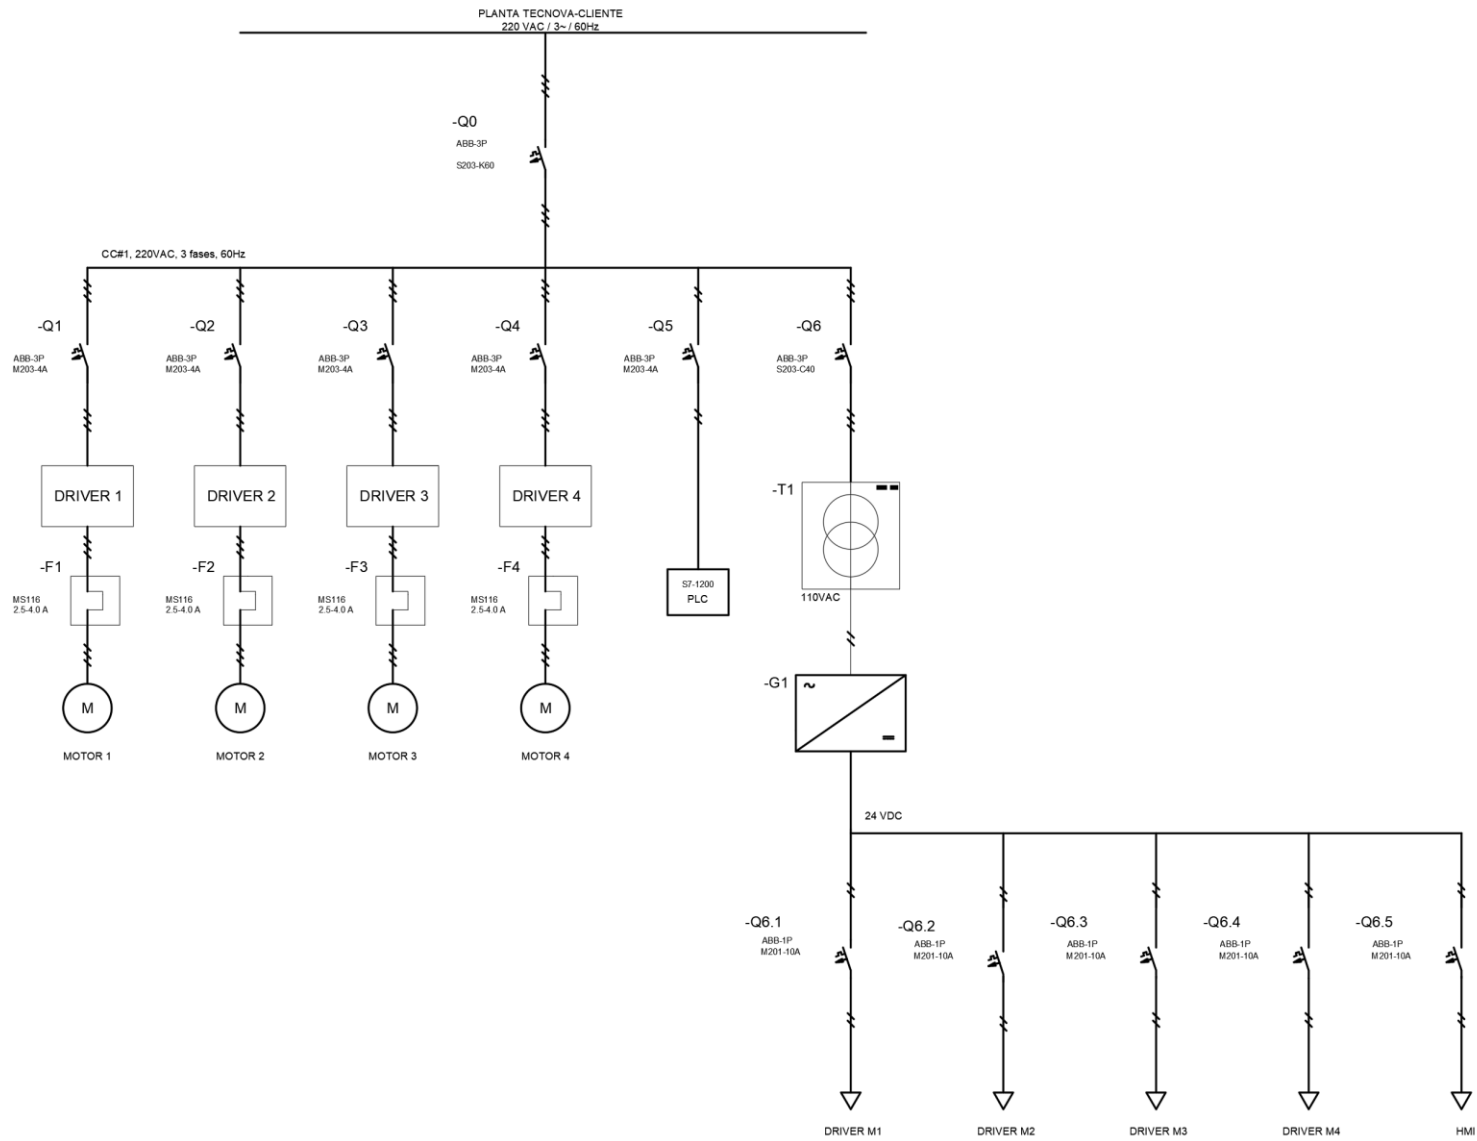 PLANTA TECNOVA-CLIENTE
220 VAC / 3~ / 60Hz
-Q0
ABB-3P
S203-K60
CC#1, 220VAC, 3 fases, 60Hz
-Q1
ABB-3P
M203-4A
-Q2
ABB-3P
M203-4A
-Q3
ABB-3P
M203-4A
-Q4
ABB-3P
M203-4A
-Q5
ABB-3P
M203-4A
-Q6
ABB-3P
S203-C40
DRIVER 1
DRIVER 2
DRIVER 3
DRIVER 4
-T1
110VAC
-F1
MS116
2.5-4.0 A
-F2
MS116
2.5-4.0 A
-F3
MS116
2.5-4.0 A
-F4
MS116
2.5-4.0 A
S7-1200
PLC
M
M
M
M
MOTOR 1
MOTOR 2
MOTOR 3
MOTOR 4
-G1
~
24 VDC
-Q6.1
ABB-1P
M201-10A
-Q6.2
ABB-1P
M201-10A
-Q6.3
ABB-1P
M201-10A
-Q6.4
ABB-1P
M201-10A
-Q6.5
ABB-1P
M201-10A
DRIVER M1
DRIVER M2
DRIVER M3
DRIVER M4
HMI